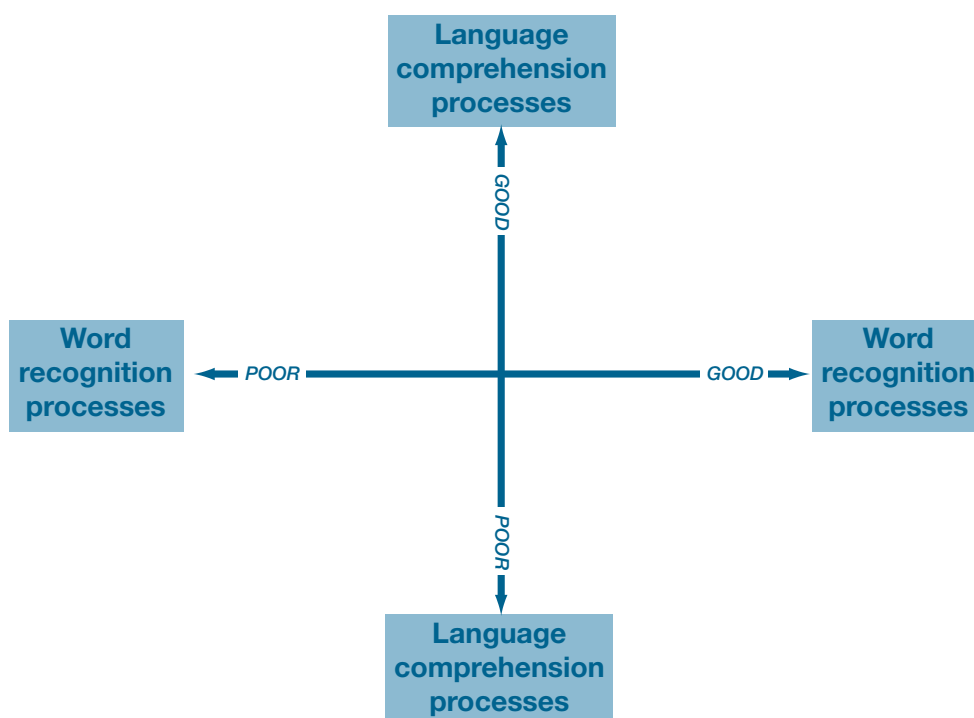 Language
comprehension
processes
GOOD
Word
recognition
processes
POOR
GOOD
Word
recognition
processes
POOR
Language
comprehension
processes